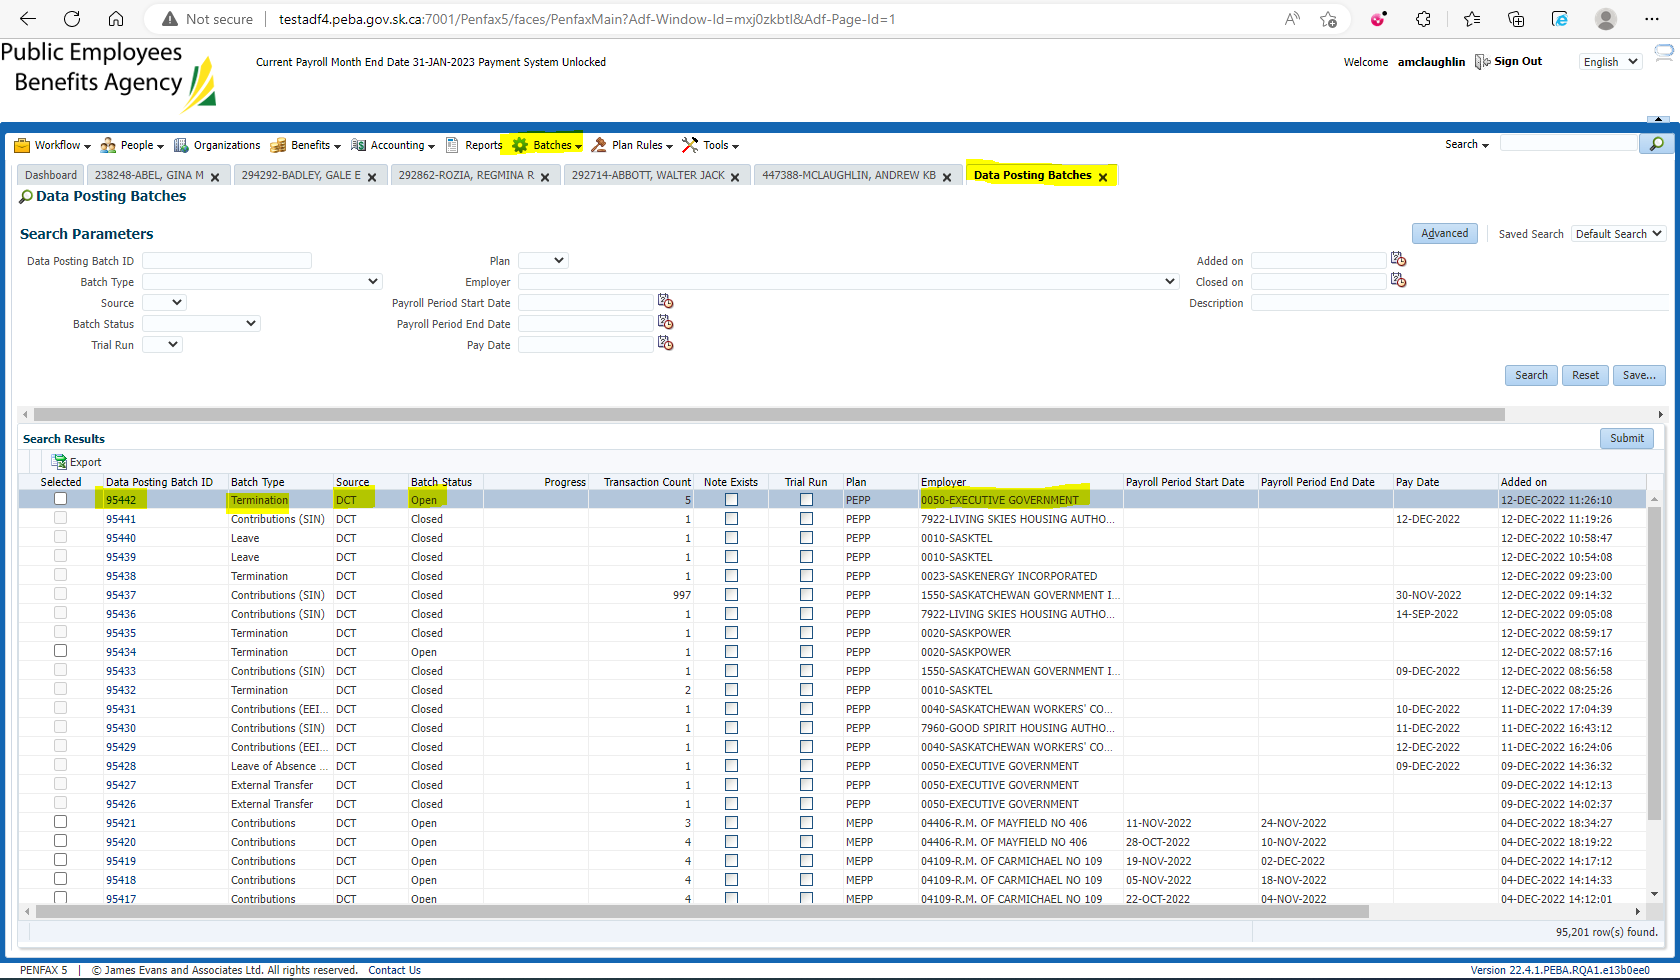 Not secure | testadf4.peba.gov.sk.ca:7001/Penfax5/faces/PenfaxMain?Adf-Window-Id=mxj0zkbtl&Adf-Page-Id=1
Public Employees
Benefits Agency
Current Payroll Month End Date 31-JAN-2023 Payment System Unlocked
Welcome amclaughlin Sign Out English
Workflow People Organizations Benefits Accounting Reports Batches Plan Rules Tools Search
Dashboard 238248-ABEL, GINA M 294292-BADLEY, GALE E 292862-ROZIA, REGMINA R 292714-ABBOTT, WALTER JACK 447388-MCLAUGHLIN, ANDREW KB Data Posting Batches
Data Posting Batches
Search Parameters Advanced Saved Search Default Search
Data Posting Batch ID Plan Added on
Batch Type Employer Closed on
Source Payroll Period Start Date Description
Batch Status Payroll Period End Date
Trial Run Pay Date
Search Reset Save...
Search Results Submit
Export
Selected Data Posting Batch ID Batch Type Source Batch Status Progress Transaction Count Note Exists Trial Run Plan Employer Payroll Period Start Date Payroll Period End Date Pay Date Added on
95442 Termination DCT Open 5 PEPP 0050-EXECUTIVE GOVERNMENT 12-DEC-2022 11:26:10
95441 Contributions (SIN) DCT Closed 1 PEPP 7922-LIVING SKIES HOUSING AUTHO... 12-DEC-2022 12-DEC-2022 11:19:26
95440 Leave DCT Closed 1 PEPP 0010-SASKTEL 12-DEC-2022 10:58:47
95439 Leave DCT Closed 1 PEPP 0010-SASKTEL 12-DEC-2022 10:54:08
95438 Termination DCT Closed 1 PEPP 0023-SASKENERGY INCORPORATED 12-DEC-2022 09:23:00
95437 Contributions (SIN) DCT Closed 997 PEPP 1550-SASKATCHEWAN GOVERNMENT I... 30-NOV-2022 12-DEC-2022 09:14:32
95436 Contributions (SIN) DCT Closed 1 PEPP 7922-LIVING SKIES HOUSING AUTHO... 14-SEP-2022 12-DEC-2022 09:05:08
95435 Termination DCT Closed 1 PEPP 0020-SASKPOWER 12-DEC-2022 08:59:17
95434 Termination DCT Open 1 PEPP 0020-SASKPOWER 12-DEC-2022 08:57:16
95433 Contributions (SIN) DCT Closed 1 PEPP 1550-SASKATCHEWAN GOVERNMENT I... 09-DEC-2022 12-DEC-2022 08:56:58
95432 Termination DCT Closed 2 PEPP 0010-SASKTEL 12-DEC-2022 08:25:26
95431 Contributions (EEI... DCT Closed 1 PEPP 0040-SASKATCHEWAN WORKERS' CO... 10-DEC-2022 11-DEC-2022 17:04:39
95430 Contributions (SIN) DCT Closed 1 PEPP 7960-GOOD SPIRIT HOUSING AUTHO... 11-DEC-2022 11-DEC-2022 16:43:12
95429 Contributions (EEI... DCT Closed 1 PEPP 0040-SASKATCHEWAN WORKERS' CO... 12-DEC-2022 11-DEC-2022 16:24:06
95428 Leave of Absence ... DCT Closed 1 PEPP 0050-EXECUTIVE GOVERNMENT 09-DEC-2022 09-DEC-2022 14:36:32
95427 External Transfer DCT Closed 1 PEPP 0050-EXECUTIVE GOVERNMENT 09-DEC-2022 14:12:13
95426 External Transfer DCT Closed 1 PEPP 0050-EXECUTIVE GOVERNMENT 09-DEC-2022 14:02:37
95421 Contributions DCT Open 3 MEPP 04406-R.M. OF MAYFIELD NO 406 11-NOV-2022 24-NOV-2022 04-DEC-2022 18:34:27
95420 Contributions DCT Open 4 MEPP 04406-R.M. OF MAYFIELD NO 406 28-OCT-2022 10-NOV-2022 04-DEC-2022 18:19:22
95419 Contributions DCT Open 4 MEPP 04109-R.M. OF CARMICHAEL NO 109 19-NOV-2022 02-DEC-2022 04-DEC-2022 14:17:12
95418 Contributions DCT Open 4 MEPP 04109-R.M. OF CARMICHAEL NO 109 05-NOV-2022 18-NOV-2022 04-DEC-2022 14:14:33
95417 Contributions DCT Open 4 MEPP 04109-R.M. OF CARMICHAEL NO 109 22-OCT-2022 04-NOV-2022 04-DEC-2022 14:12:01
95,201 row(s) found.
PENFAX 5 | © James Evans and Associates Ltd. All rights reserved. Contact Us Version 22.4.1.PEBA.RQA1.e13b0ee0